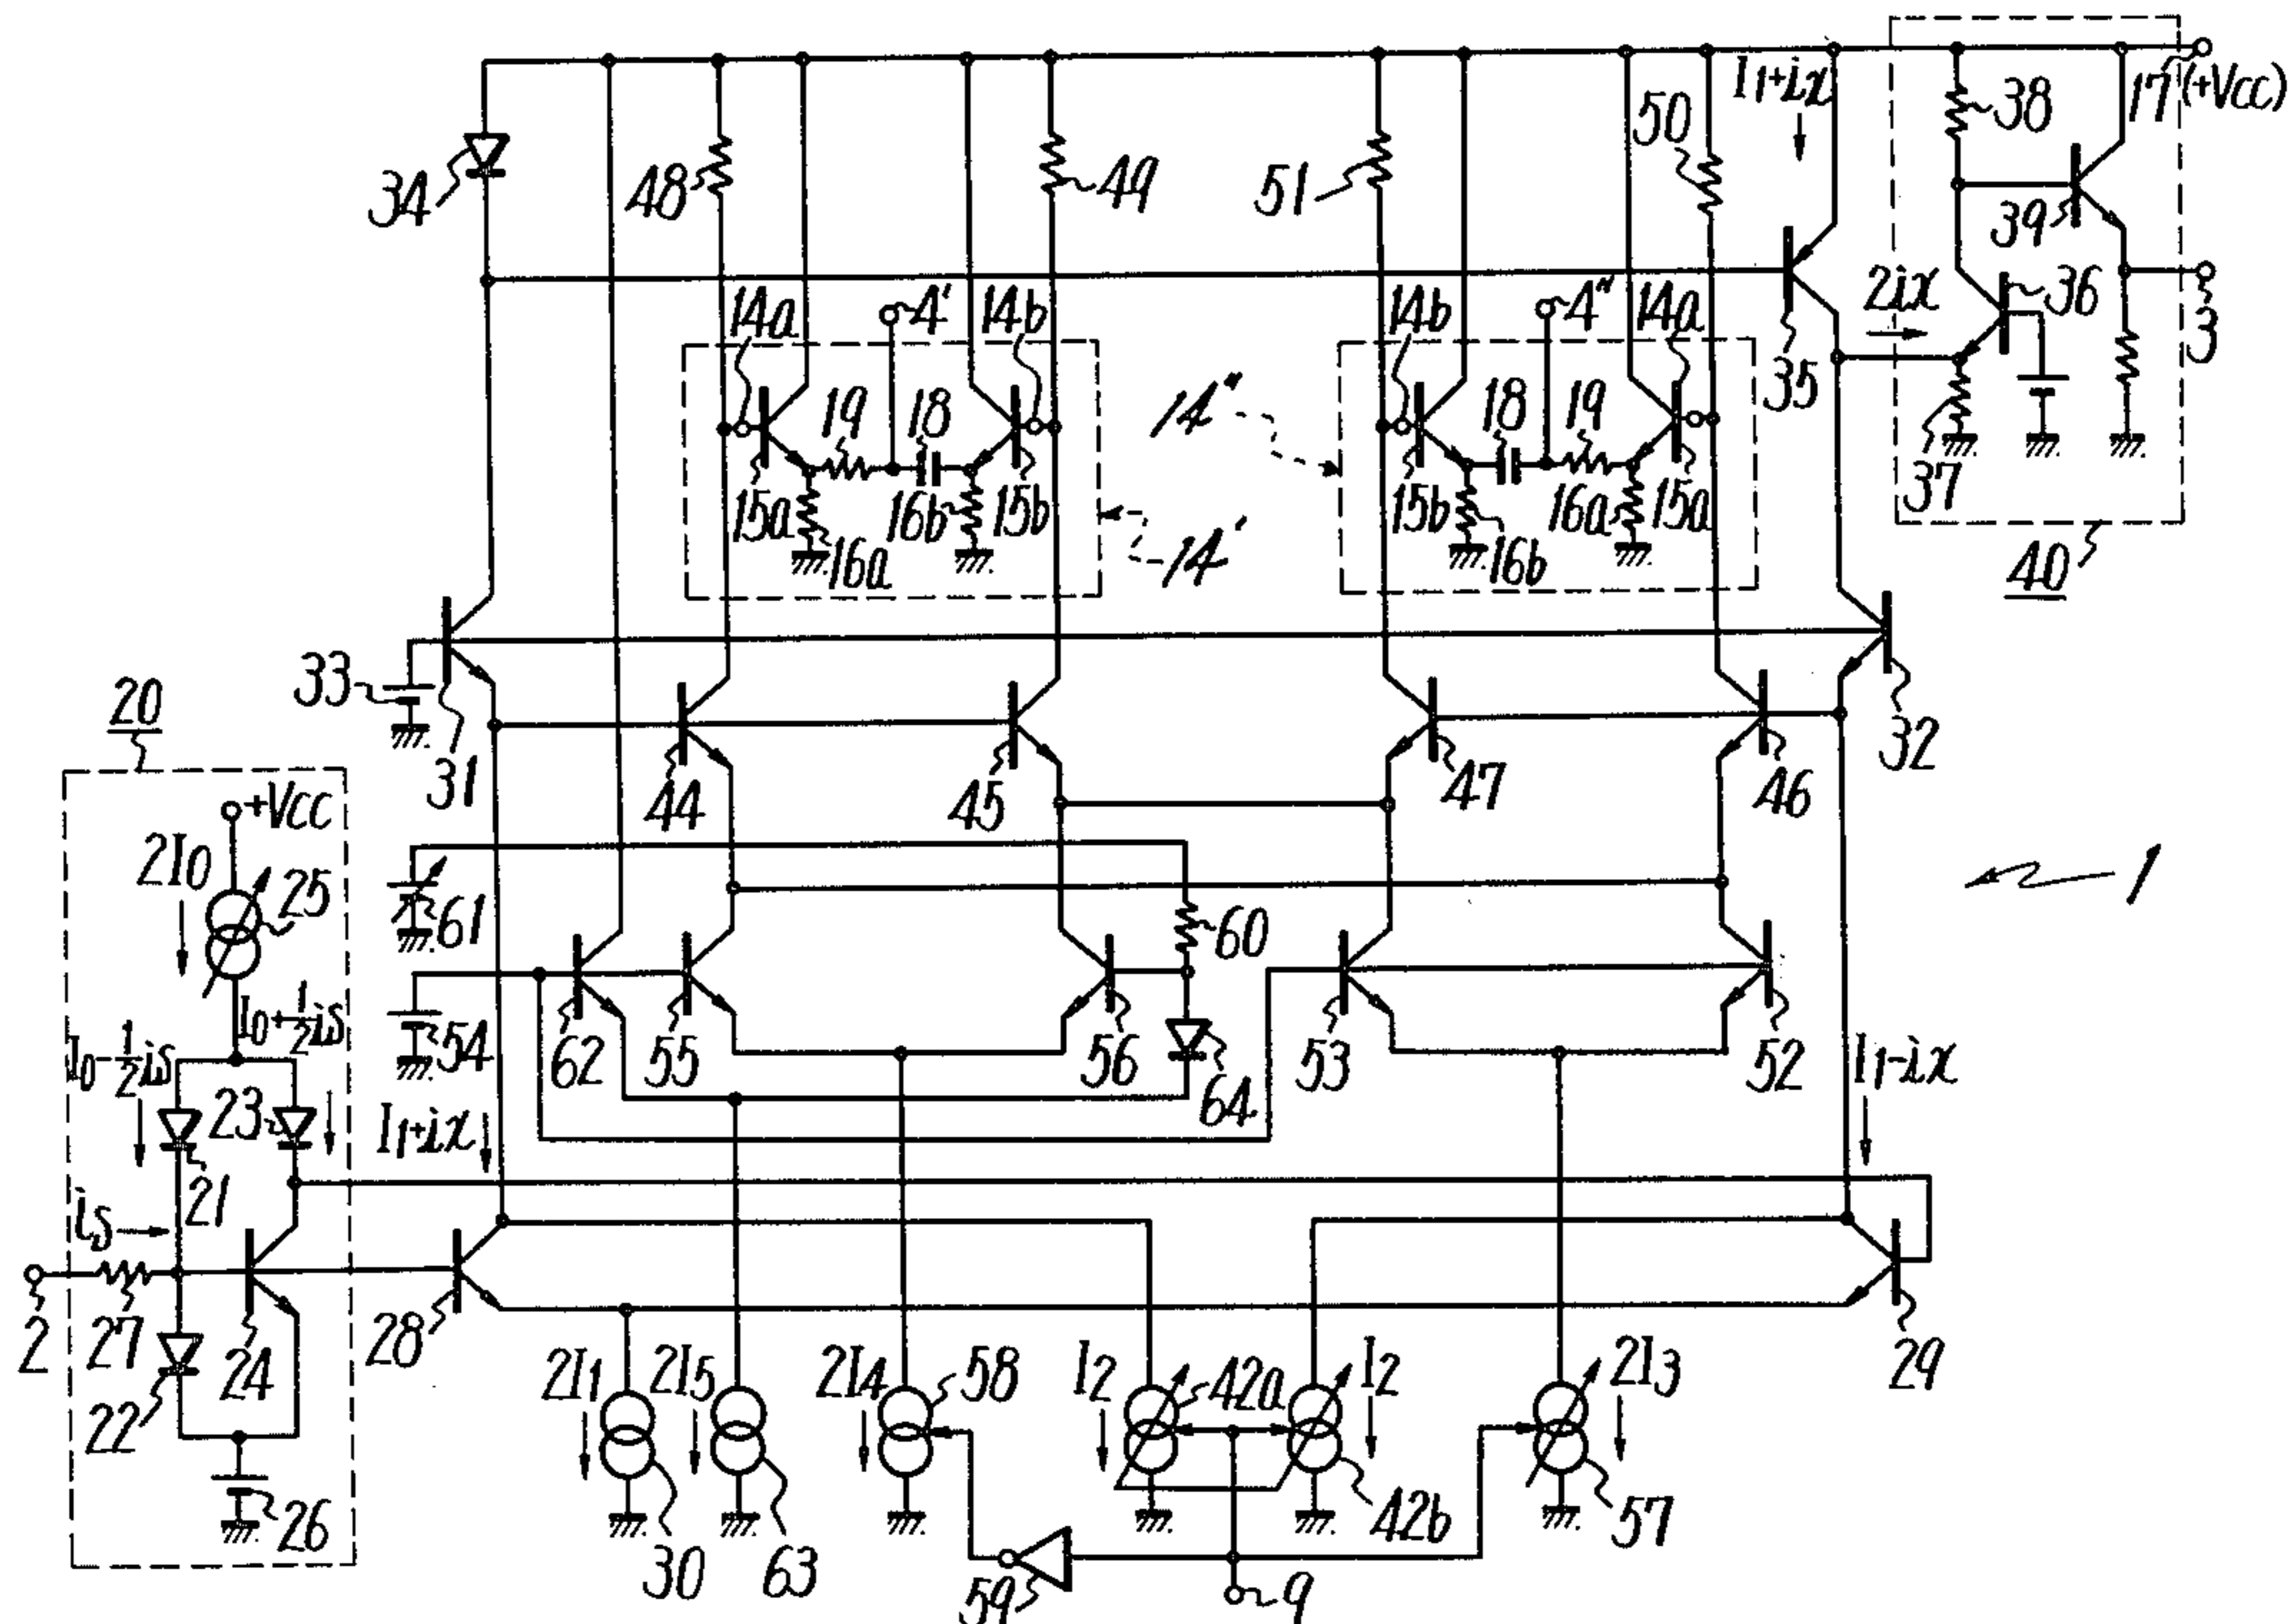 I1+ix
17 (+Vcc)
38
50
34
48
49
51
39
2ix
36
14a
4'
14b
14b
4"
14a
3
35
19
18
14"
18
19
37
15a
16b
15b
15b
16a
15a
16a
14'
16b
40
33
20
31
32
44
45
47
46
+Vcc
1
2I0
25
61
60
I0+1/2is
54
62
55
56
64
53
52
I0-1/2is
23
I1+ix
I1-ix
is
21
2
27
24
28
29
22
2I1
2I5
2I4
58
I2
42a
I2
2I3
26
42b
57
30
63
59
9